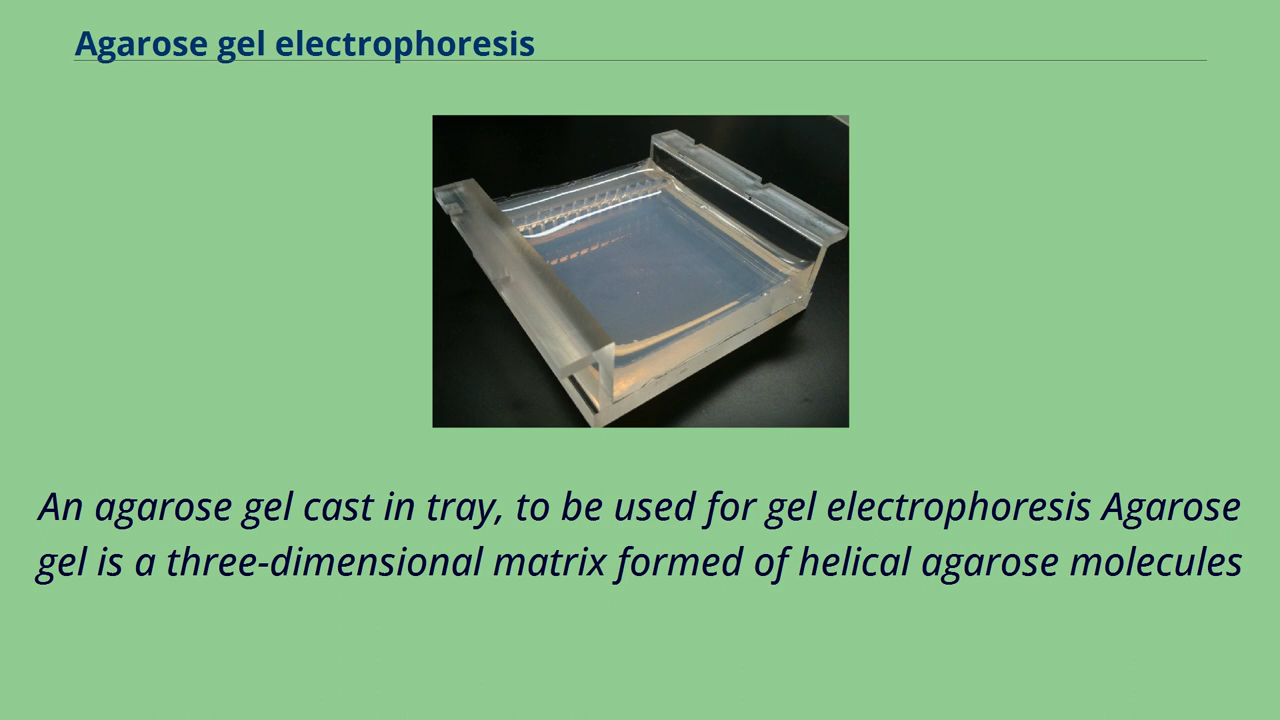 Agarose gel electrophoresis
An agarose gel cast in tray, to be used for gel electrophoresis Agarose
gel is a three-dimensional matrix formed of helical agarose molecules